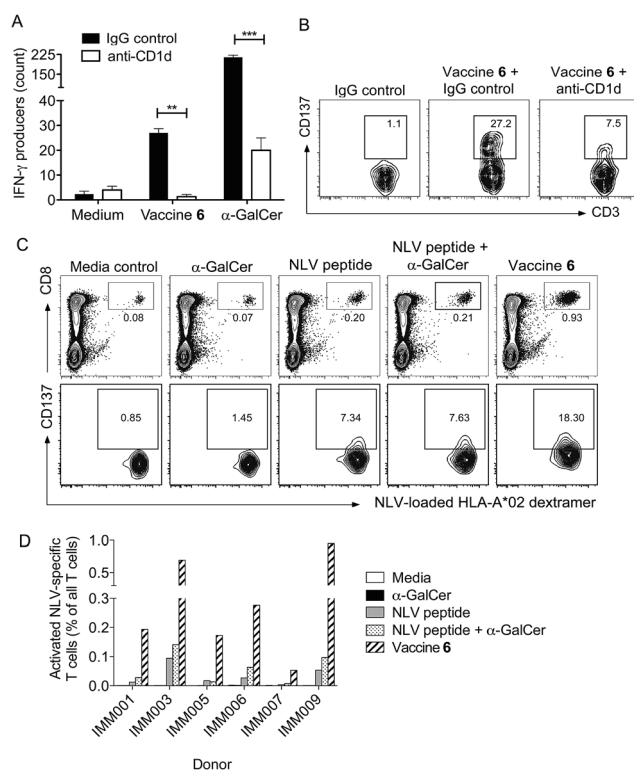 A
IgG control
anti-CD1d
IFN-γ producers (count)
225
150
40
30
20
10
0
**
***
Medium
Vaccine 6
α-GalCer
B
IgG control
Vaccine 6 +
IgG control
Vaccine 6 +
anti-CD1d
CD137
1.1
27.2
7.5
CD3
C
Media control
α-GalCer
NLV peptide
NLV peptide +
α-GalCer
Vaccine 6
CD8
0.08
0.07
0.20
0.21
0.93
CD137
0.85
1.45
7.34
7.63
18.30
NLV-loaded HLA-A*02 dextramer
D
Activated NLV-specific
T cells (% of all T cells)
1.0
0.5
0.3
0.2
0.1
0.0
IMM001
IMM003
IMM005
IMM006
IMM007
IMM009
Donor
Media
α-GalCer
NLV peptide
NLV peptide + α-GalCer
Vaccine 6